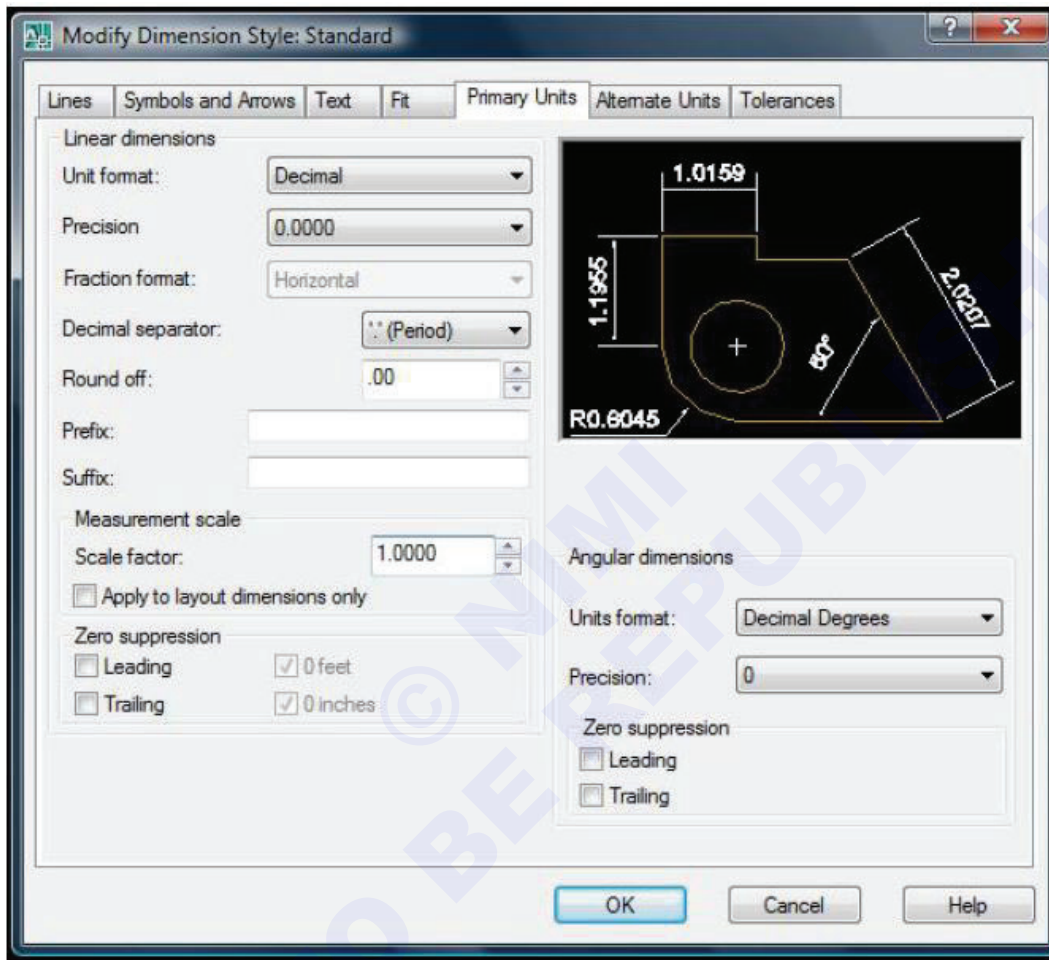 Modify Dimension Style: Standard
Lines Symbols and Arrows Text Fit Primary Units Alternate Units Tolerances
Linear dimensions
Unit format: Decimal
Precision 0.0000
Fraction format: Horizontal
Decimal separator: '.' (Period)
Round off: .00
Prefix:
Suffix:
Measurement scale
Scale factor: 1.0000
Apply to layout dimensions only
Zero suppression
Leading 0 feet
Trailing 0 inches
1.0159
1.1955
2.0207
60°
R0.8045
Angular dimensions
Units format: Decimal Degrees
Precision: 0
Zero suppression
Leading
Trailing
OK Cancel Help
© NIMI
O BE REPUBLISH